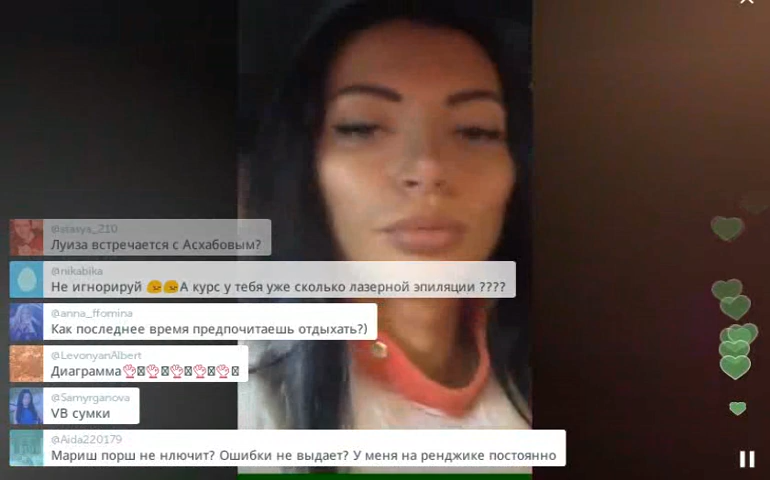 @stasya_210
Луиза встречается с Асхабовым?
@nikabika
Не игнорируй 😠😠А курс у тебя уже сколько лазерной эпиляции ????
@anna_ffomina
Как последнее время предпочитаешь отдыхать?)
@LevonyanAlbert
Диаграмма
@Samyrganova
VB сумки
@Aida220179
Мариш порш не нлючит? Ошибки не выдает? У меня на ренджике постоянно